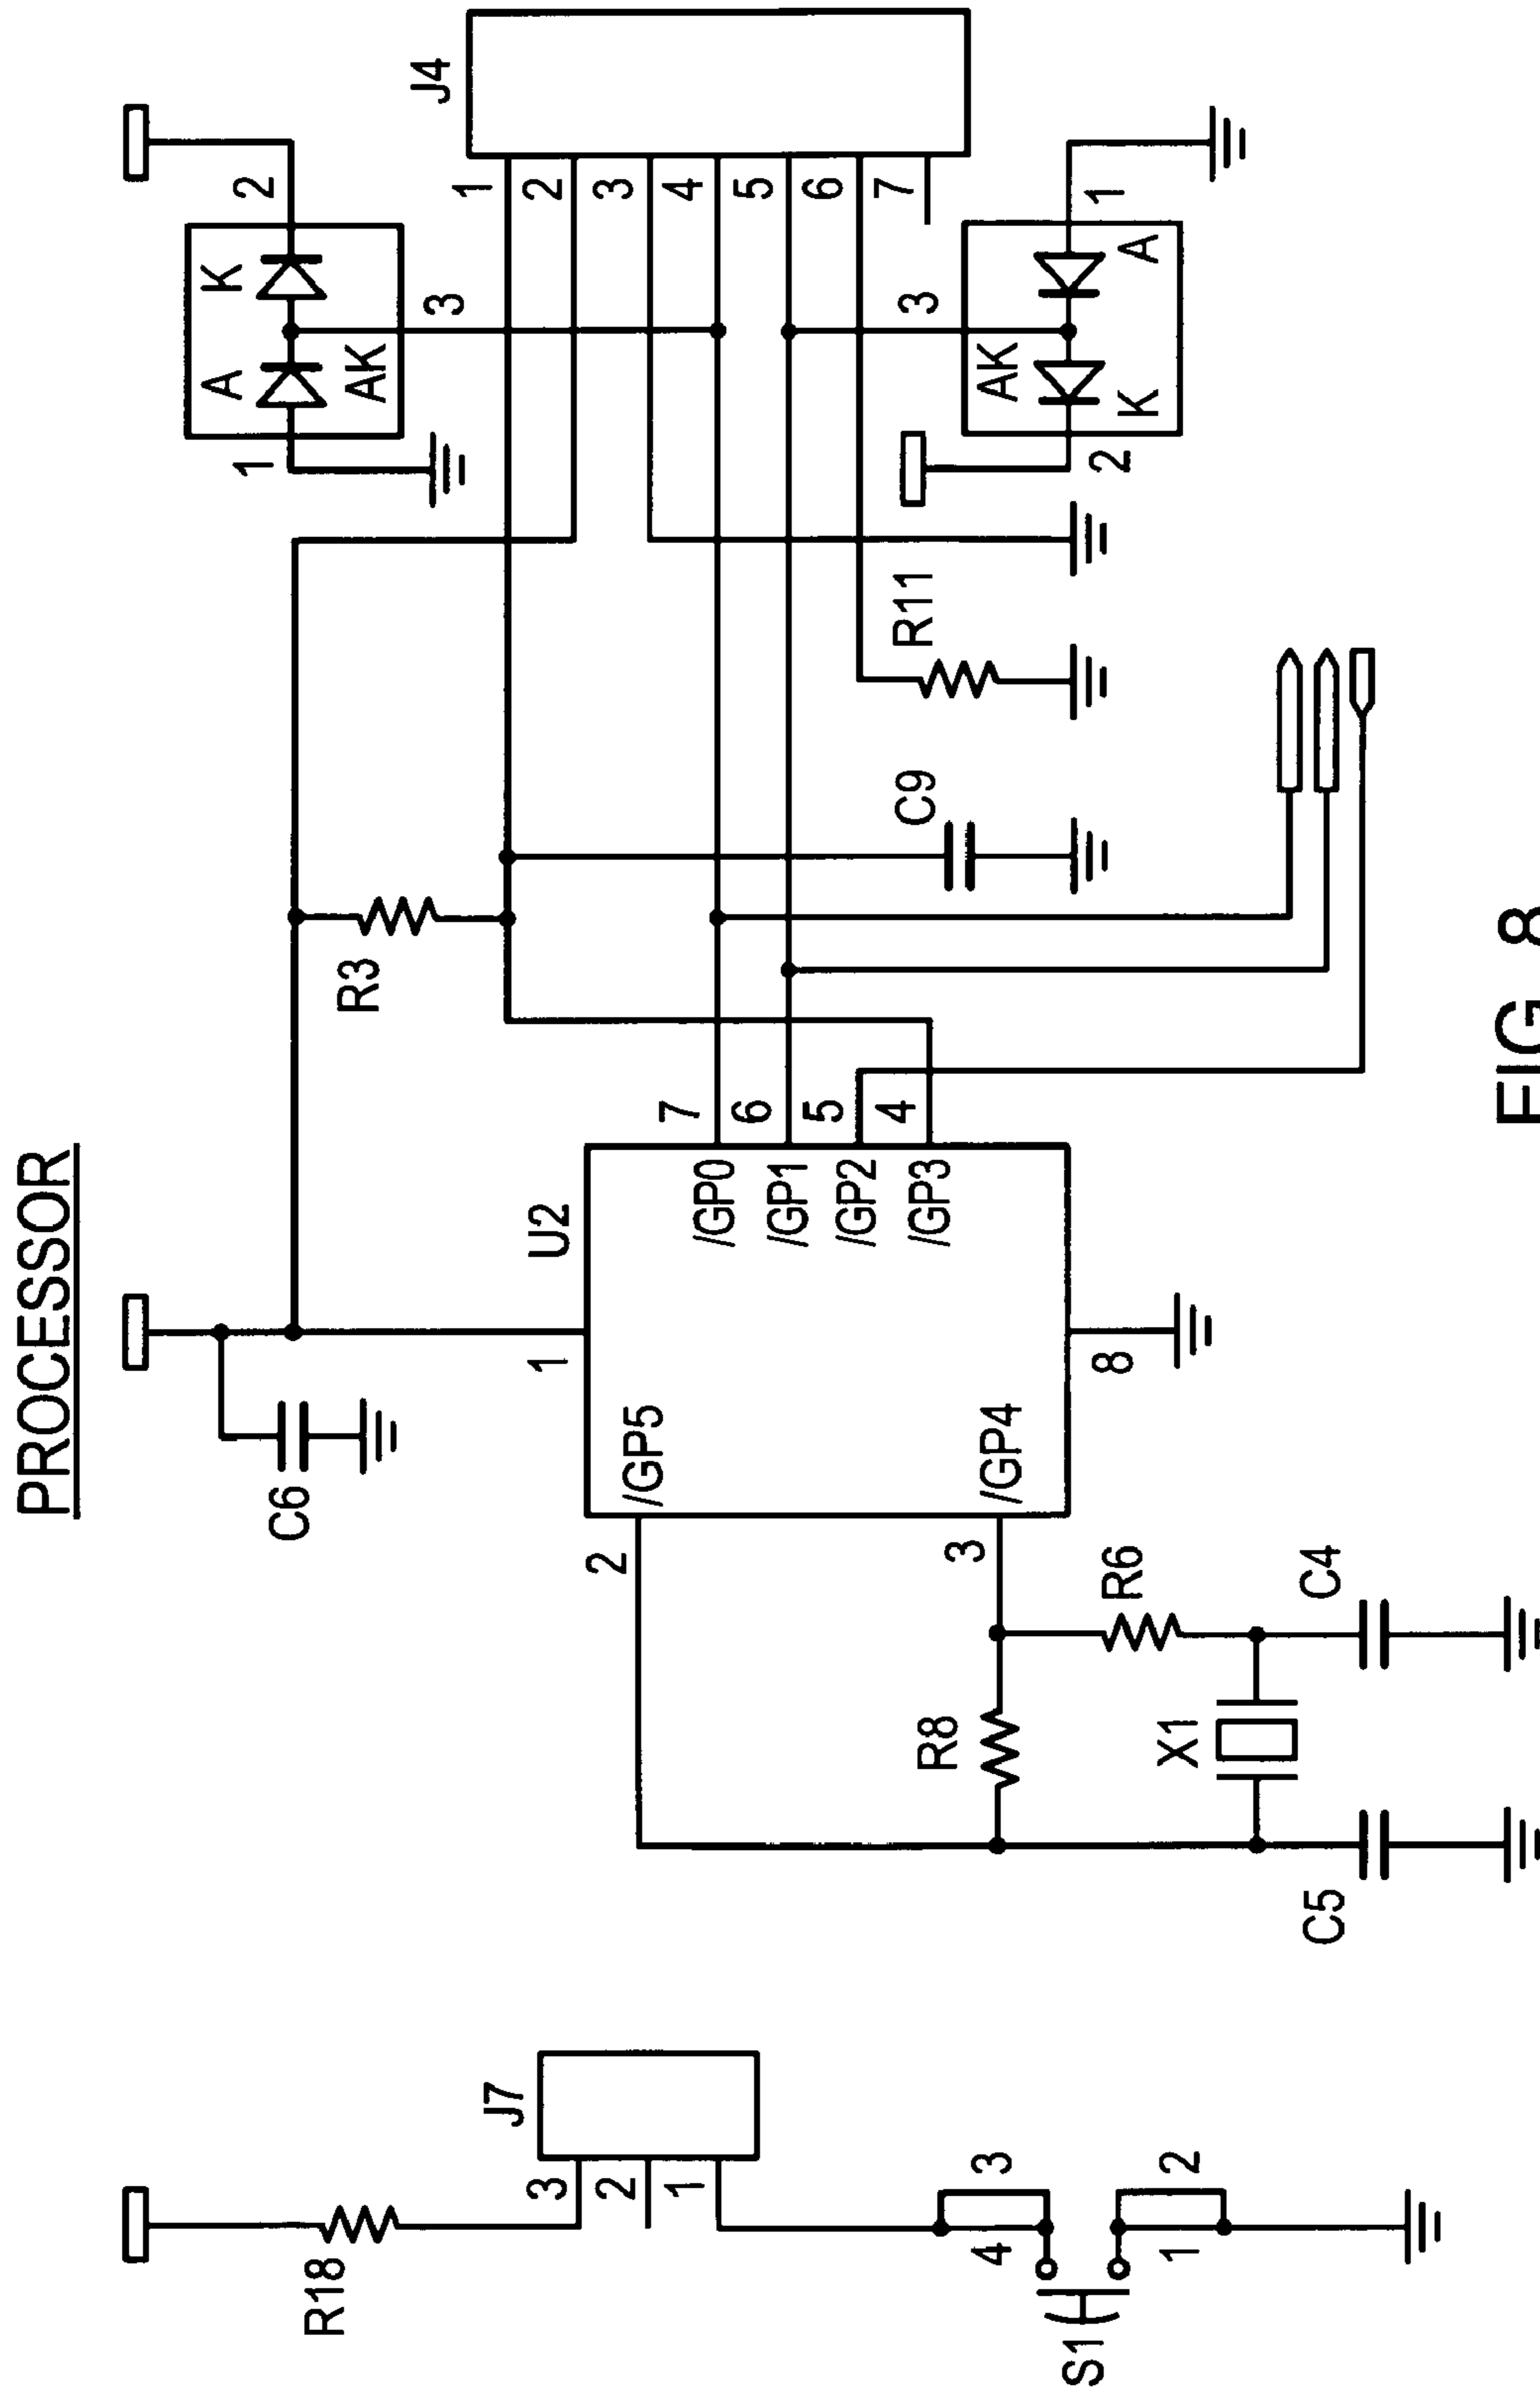 PROCESSOR
R18
J7
3
2
1
4
3
1
2
S1
C6
1
U2
/GP5
2
/GP4
3
8
/GP0
7
/GP1
6
/GP2
5
/GP3
4
R8
R6
X1
C5
C4
R3
C9
R11
1
A
K
2
AK
3
J4
1
2
3
4
5
6
7
3
AK
A
1
K
2
FIG. 8